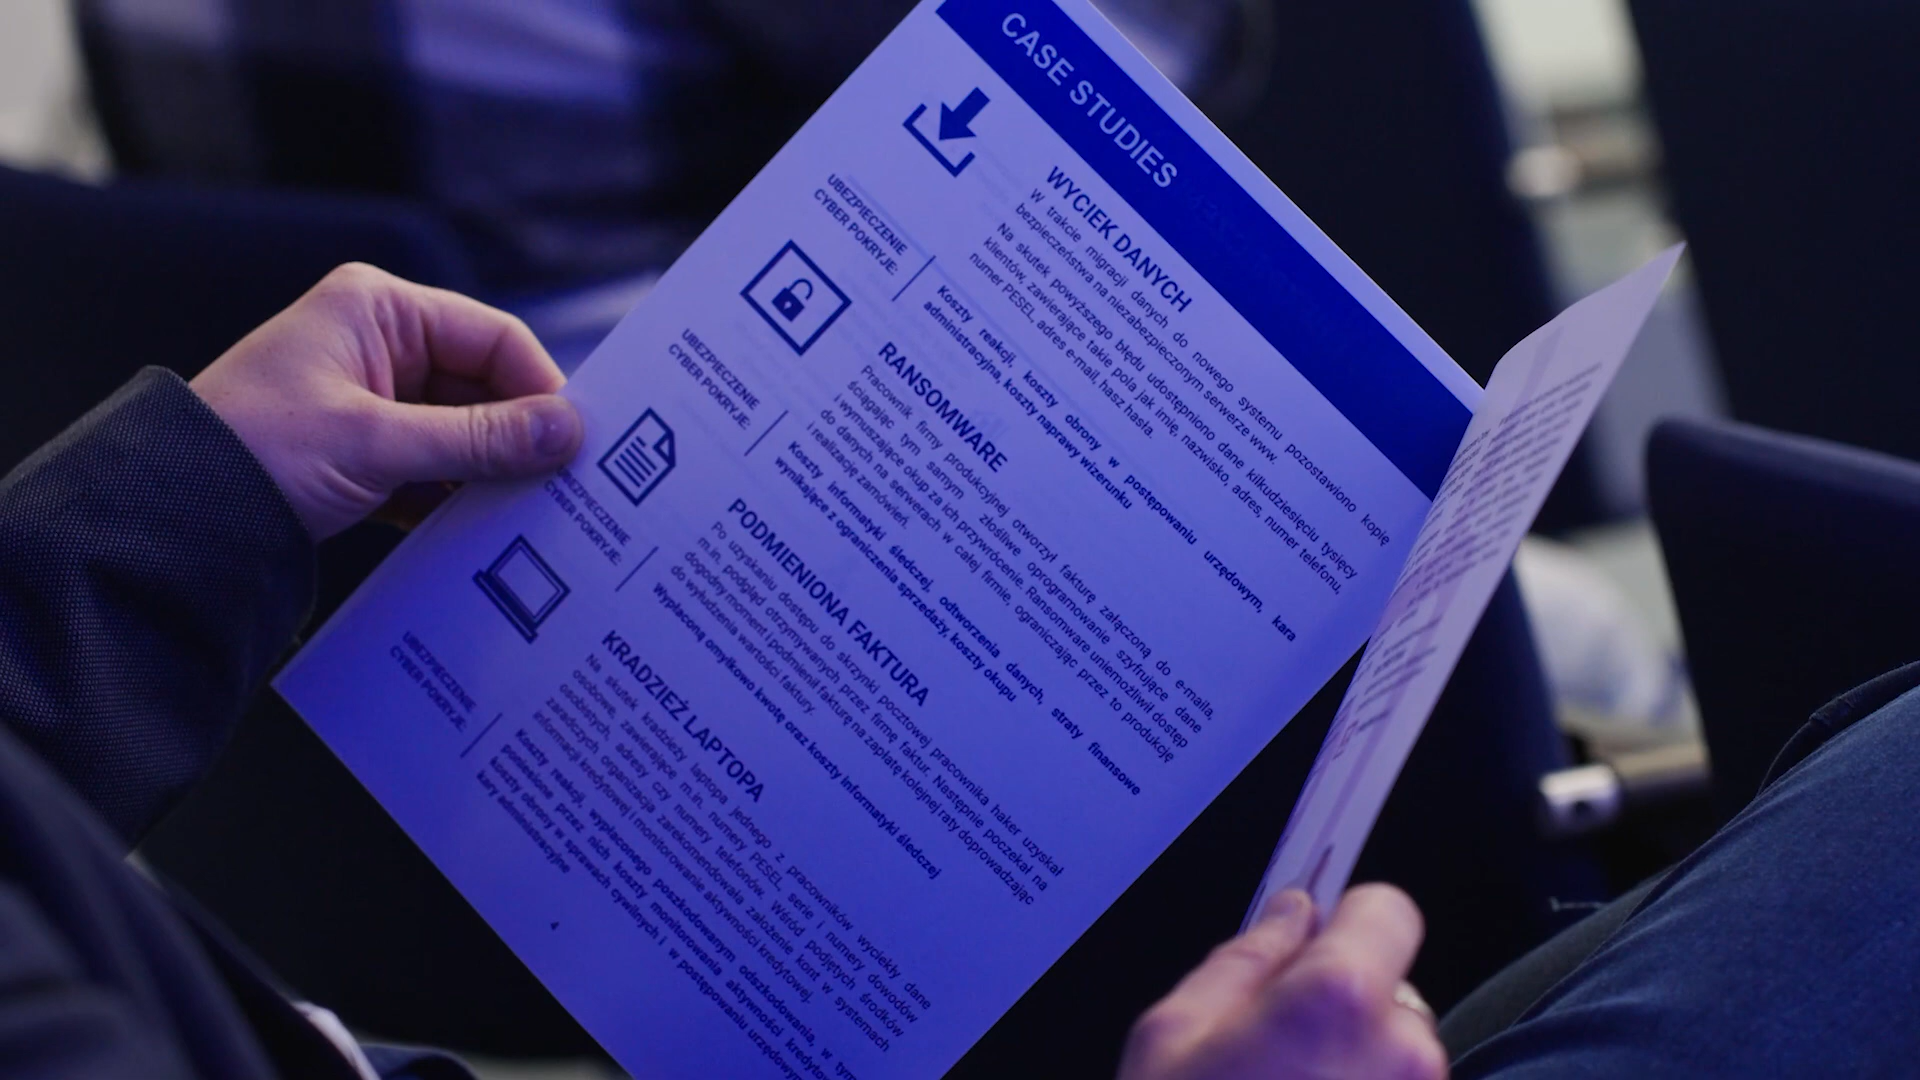 CASE STUDIES
WYCIEK DANYCH
W trakcie migracji danych do nowego systemu pozostawiono kopię
bezpieczeństwa na niezabezpieczonym serwerze www.
Na skutek powyższego błędu udostępniono dane kilkudziesięciu tysięcy
klientów, zawierające takie pola jak imię, nazwisko, adres, numer telefonu,
numer PESEL, adres e-mail, hasz hasła.
UBEZPIECZENIE
CYBER POKRYJE:
Koszty reakcji, koszty obrony w postępowaniu urzędowym, kara
administracyjna, koszty naprawy wizerunku
RANSOMWARE
Pracownik firmy produkcyjnej otworzył fakturę załączoną do e-maila,
ściągając tym samym złośliwe oprogramowanie szyfrujące dane
i wymuszające okup za ich przywrócenie. Ransomware uniemożliwił dostęp
do danych na serwerach w całej firmie, ograniczając przez to produkcję
i realizację zamówień.
UBEZPIECZENIE
CYBER POKRYJE:
Koszty informatyki śledczej, odtworzenia danych, straty finansowe
wynikające z ograniczenia sprzedaży, koszty okupu
PODMIENIONA FAKTURA
Po uzyskaniu dostępu do skrzynki pocztowej pracownika haker uzyskał
m.in. podgląd otrzymywanych przez firmę faktur. Następnie poczekał na
dogodny moment i podmienił fakturę na zapłatę kolejnej raty doprowadzając
do wyłudzenia wartości faktury.
UBEZPIECZENIE
CYBER POKRYJE:
Wypłaconą omyłkowo kwotę oraz koszty informatyki śledczej
KRADZIEŻ LAPTOPA
Na skutek kradzieży laptopa jednego z pracowników wyciekły dane
osobowe, zawierające m.in. numery PESEL, serie i numery dowodów
osobistych, adresy czy numery telefonów. Wśród podjętych środków
zaradczych, organizacja zarekomendowała założenie kont w systemach
informacji kredytowej i monitorowanie aktywności kredytowej.
UBEZPIECZENIE
CYBER POKRYJE:
Koszty reakcji, wypłaconego poszkodowanym odszkodowania, w tym
poniesione przez nich koszty monitorowania aktywności
koszty obrony w sprawach cywilnych i w postępowaniu
kary administracyjne
4